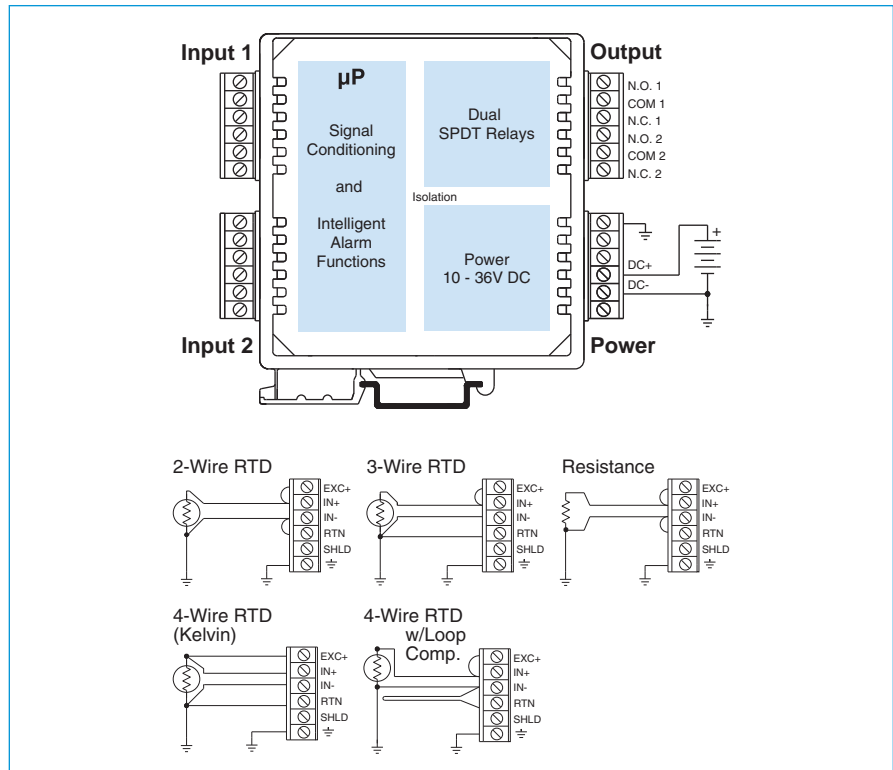 Input 1
Output
µP
Signal
Conditioning
and
Intelligent
Alarm
Functions
Dual
SPDT Relays
Isolation
Power
10 - 36V DC
N.O. 1
COM 1
N.C. 1
N.O. 2
COM 2
N.C. 2
+
DC+
DC-
Input 2
Power
2-Wire RTD
EXC+
IN+
IN-
RTN
SHLD
3-Wire RTD
EXC+
IN+
IN-
RTN
SHLD
Resistance
EXC+
IN+
IN-
RTN
SHLD
4-Wire RTD
(Kelvin)
EXC+
IN+
IN-
RTN
SHLD
4-Wire RTD
w/Loop
Comp.
EXC+
IN+
IN-
RTN
SHLD